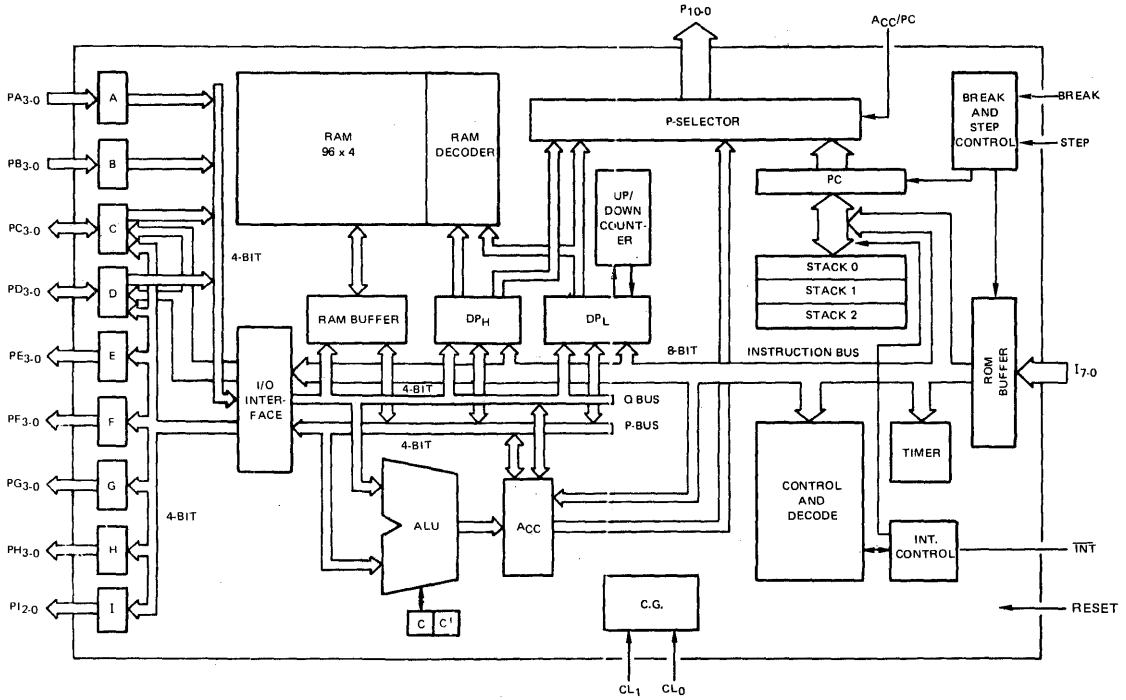 P10-0
ACC/PC
PA3-0
A
RAM
96 x 4
RAM
DECODER
P-SELECTOR
BREAK
AND
STEP
CONTROL
BREAK
STEP
PB3-0
B
PC
UP/
DOWN
COUNT-
ER
PC3-0
C
4-BIT
STACK 0
STACK 1
STACK 2
PD3-0
D
RAM BUFFER
DPH
DPL
PE3-0
E
I/O
INTER-
FACE
8-BIT
INSTRUCTION BUS
ROM
BUFFER
I7-0
4-BIT
Q BUS
P-BUS
4-BIT
PF3-0
F
TIMER
PG3-0
G
4-BIT
ALU
ACC
CONTROL
AND
DECODE
PH3-0
H
INT.
CONTROL
INT
PI2-0
I
C
C'
C.G.
RESET
CL1
CL0